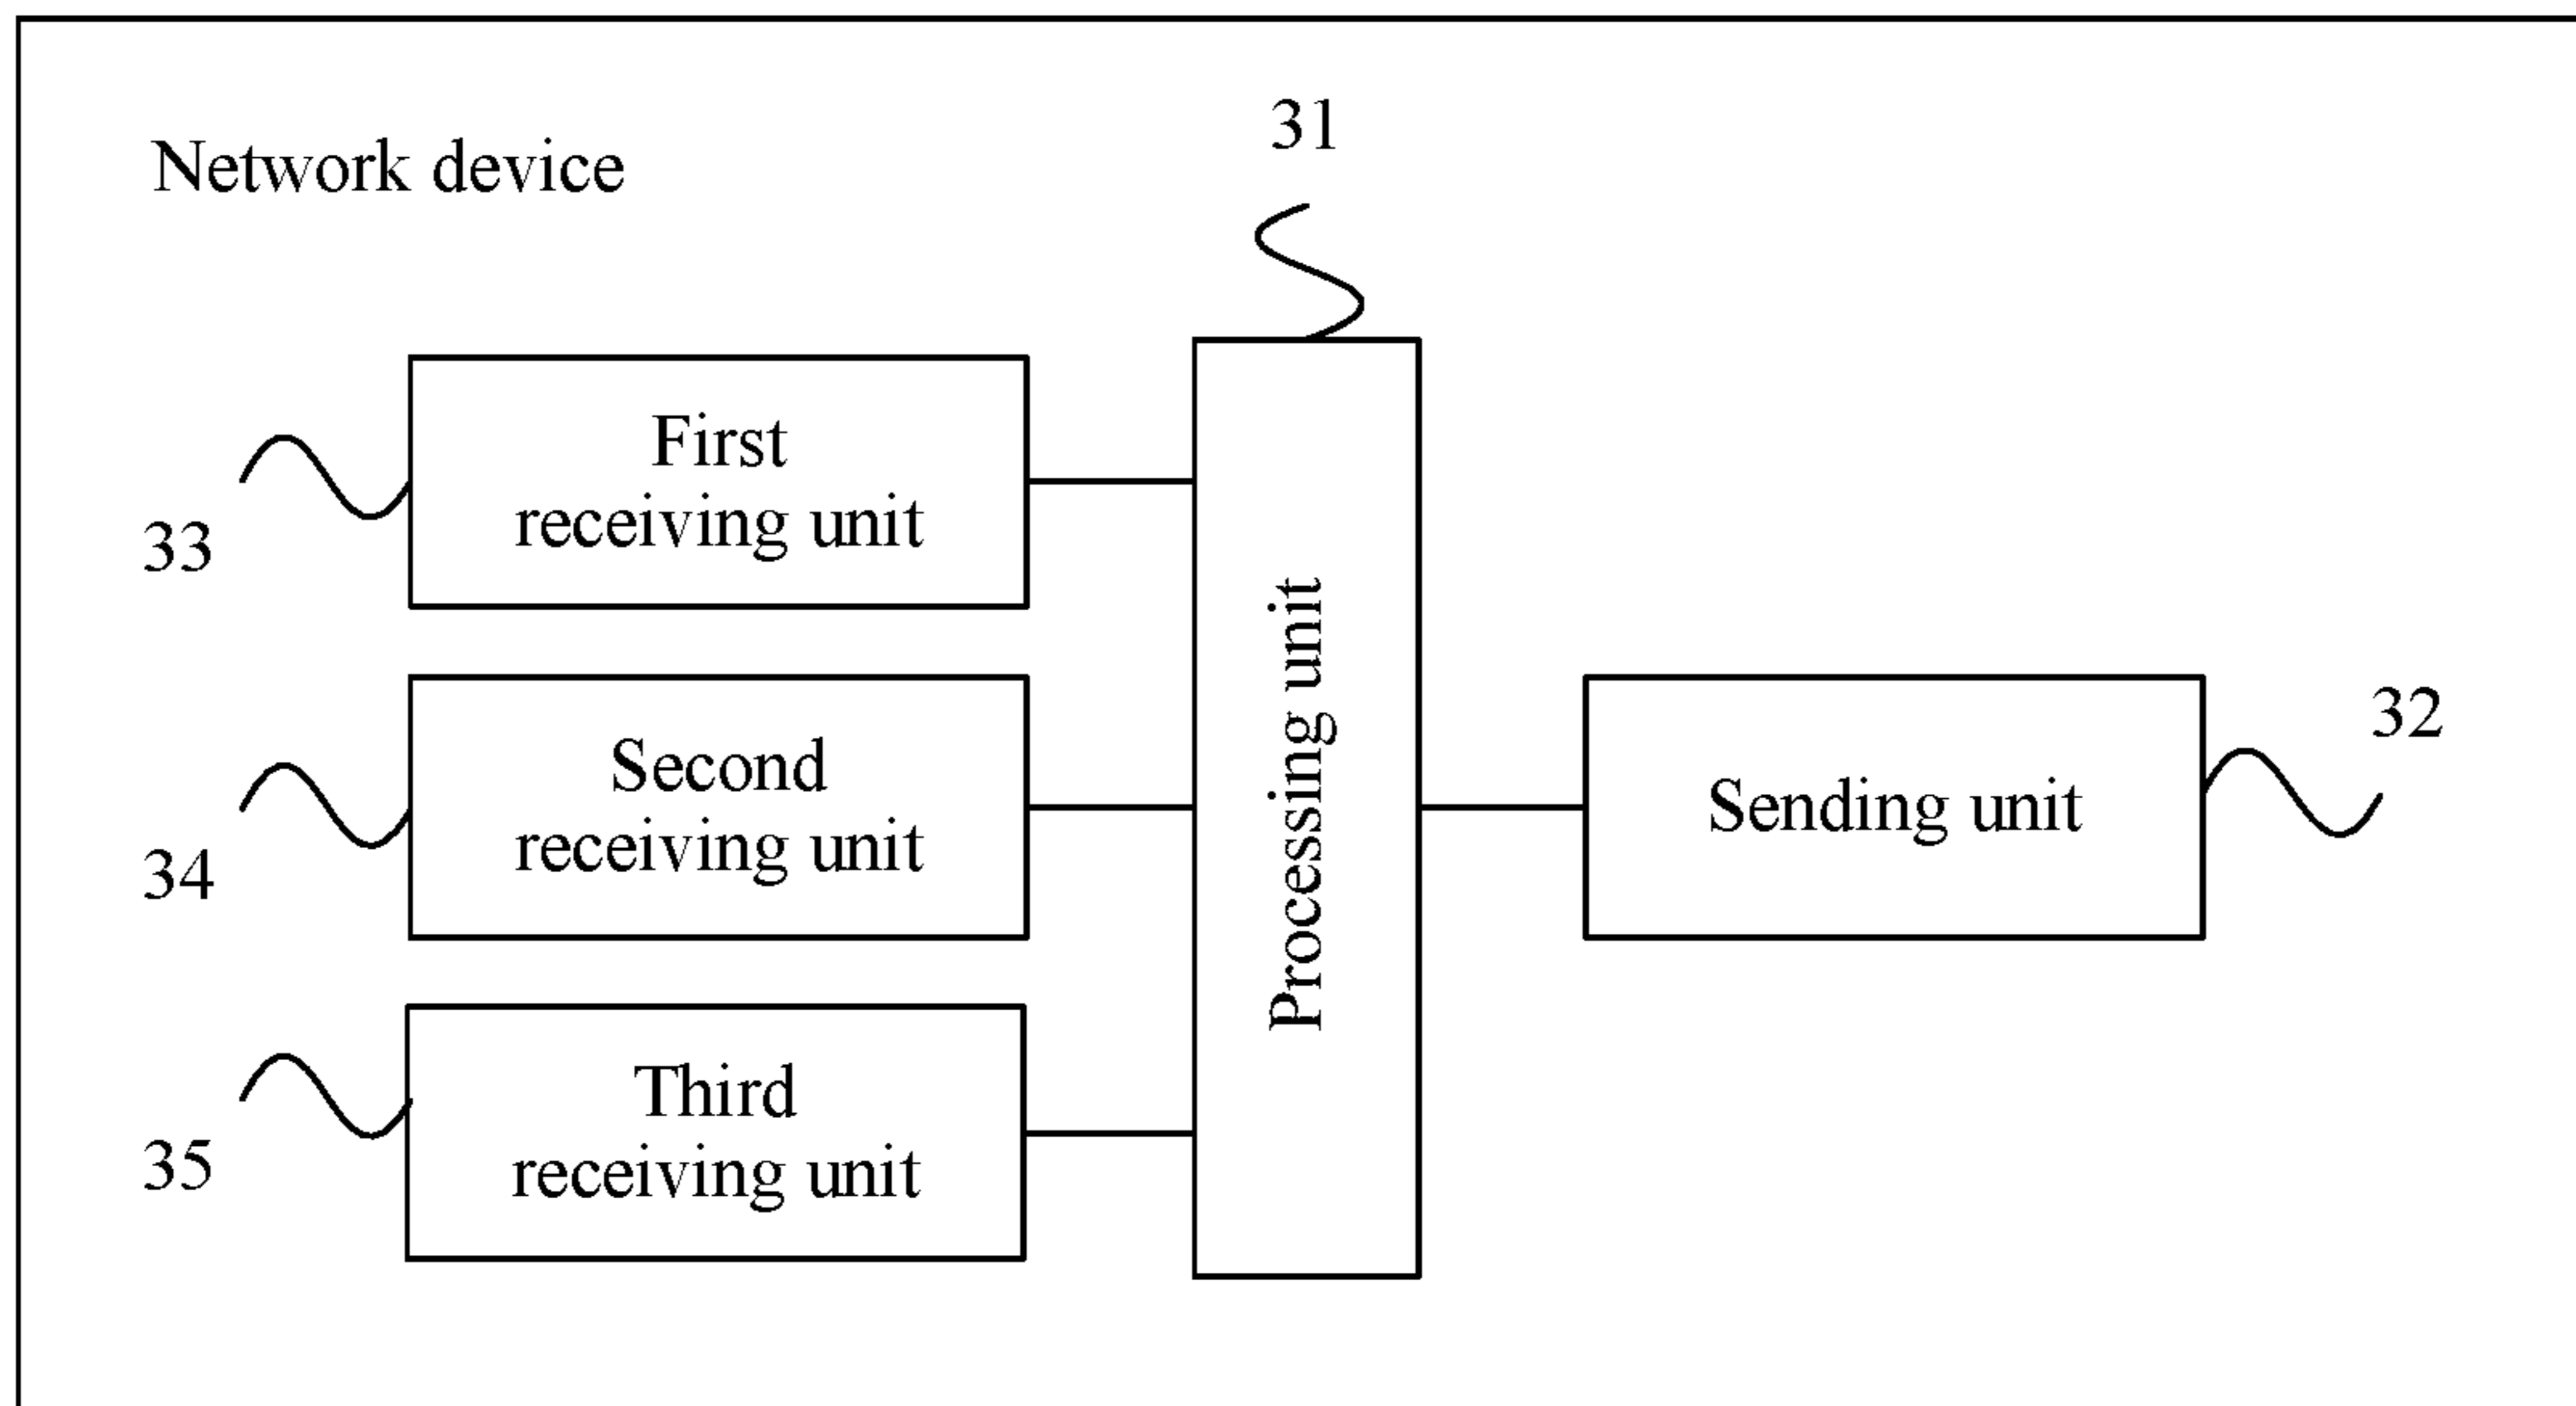 Network device
31
First
receiving unit
33
Second
receiving unit
34
Third
receiving unit
35
Processing unit
Sending unit
32